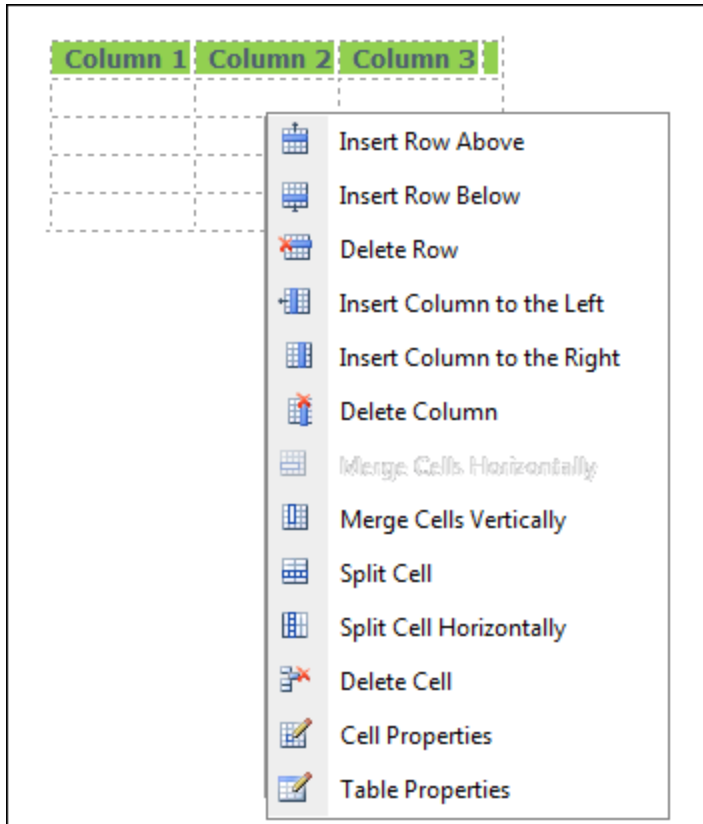 Column 1 Column 2 Column 3
Insert Row Above
Insert Row Below
Delete Row
Insert Column to the Left
Insert Column to the Right
Delete Column
Merge Cells Horizontally
Merge Cells Vertically
Split Cell
Split Cell Horizontally
Delete Cell
Cell Properties
Table Properties